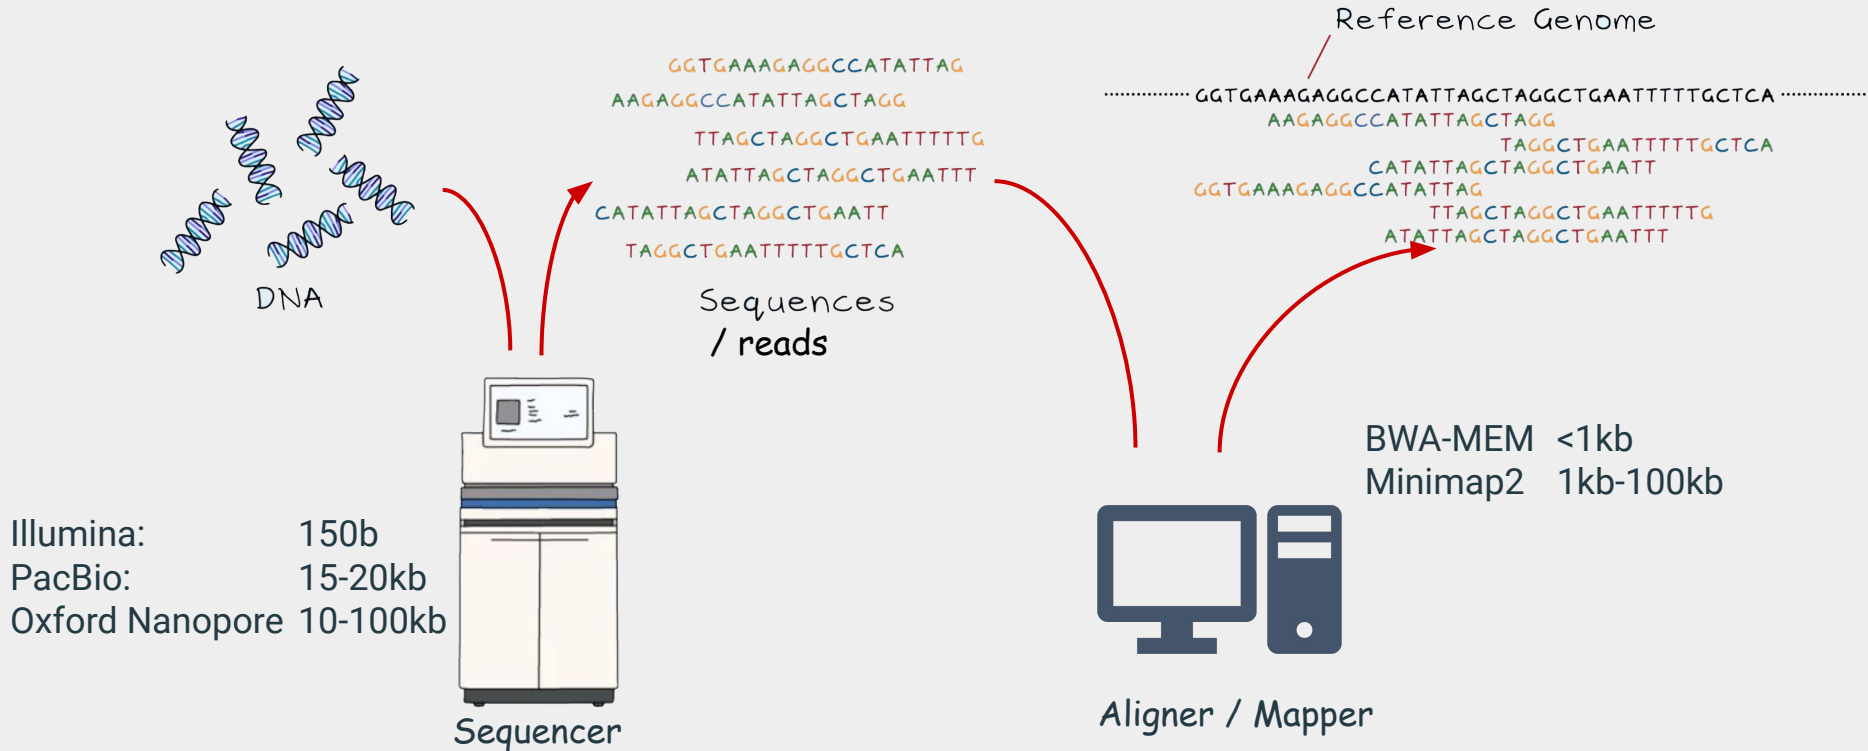 DNA
GGTGAAAGAGGCCATATTAG
AAGAGGCCATATTAGCTAGG
TTAGCTAGGCTGAATTTTTG
ATATTAGCTAGGCTGAATTT
CATATTAGCTAGGCTGAATT
TAGGCTGAATTTTTGCTCA
Sequences
/ reads
Illumina: 150b
PacBio: 15-20kb
Oxford Nanopore 10-100kb
Sequencer
Reference Genome
............... GGTGAAAGAGGCCATATTAGCTAGGCTGAATTTTTGCTCA ...............
AAGAGGCCATATTAGCTAGG
TAGGCTGAATTTTTGCTCA
CATATTAGCTAGGCTGAATT
GGTGAAAGAGGCCATATTAG
TTAGCTAGGCTGAATTTTTG
ATATTAGCTAGGCTGAATTT
BWA-MEM <1kb
Minimap2 1kb-100kb
Aligner / Mapper